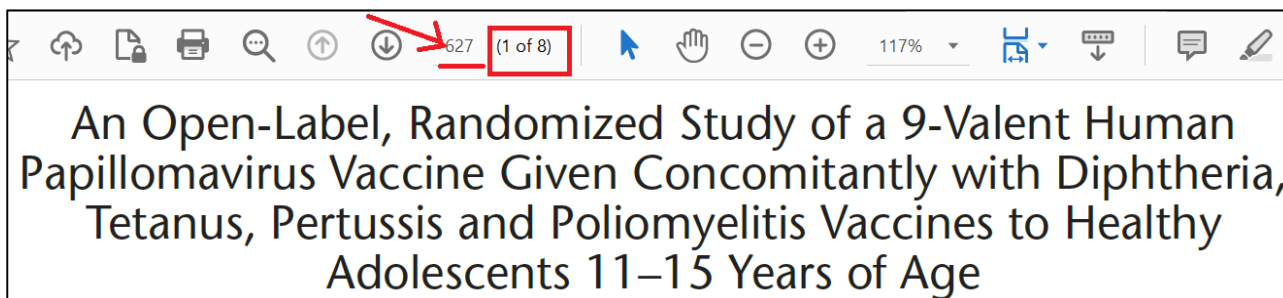 627 (1 of 8) 117%
An Open-Label, Randomized Study of a 9-Valent Human
Papillomavirus Vaccine Given Concomitantly with Diphtheria,
Tetanus, Pertussis and Poliomyelitis Vaccines to Healthy
Adolescents 11–15 Years of Age